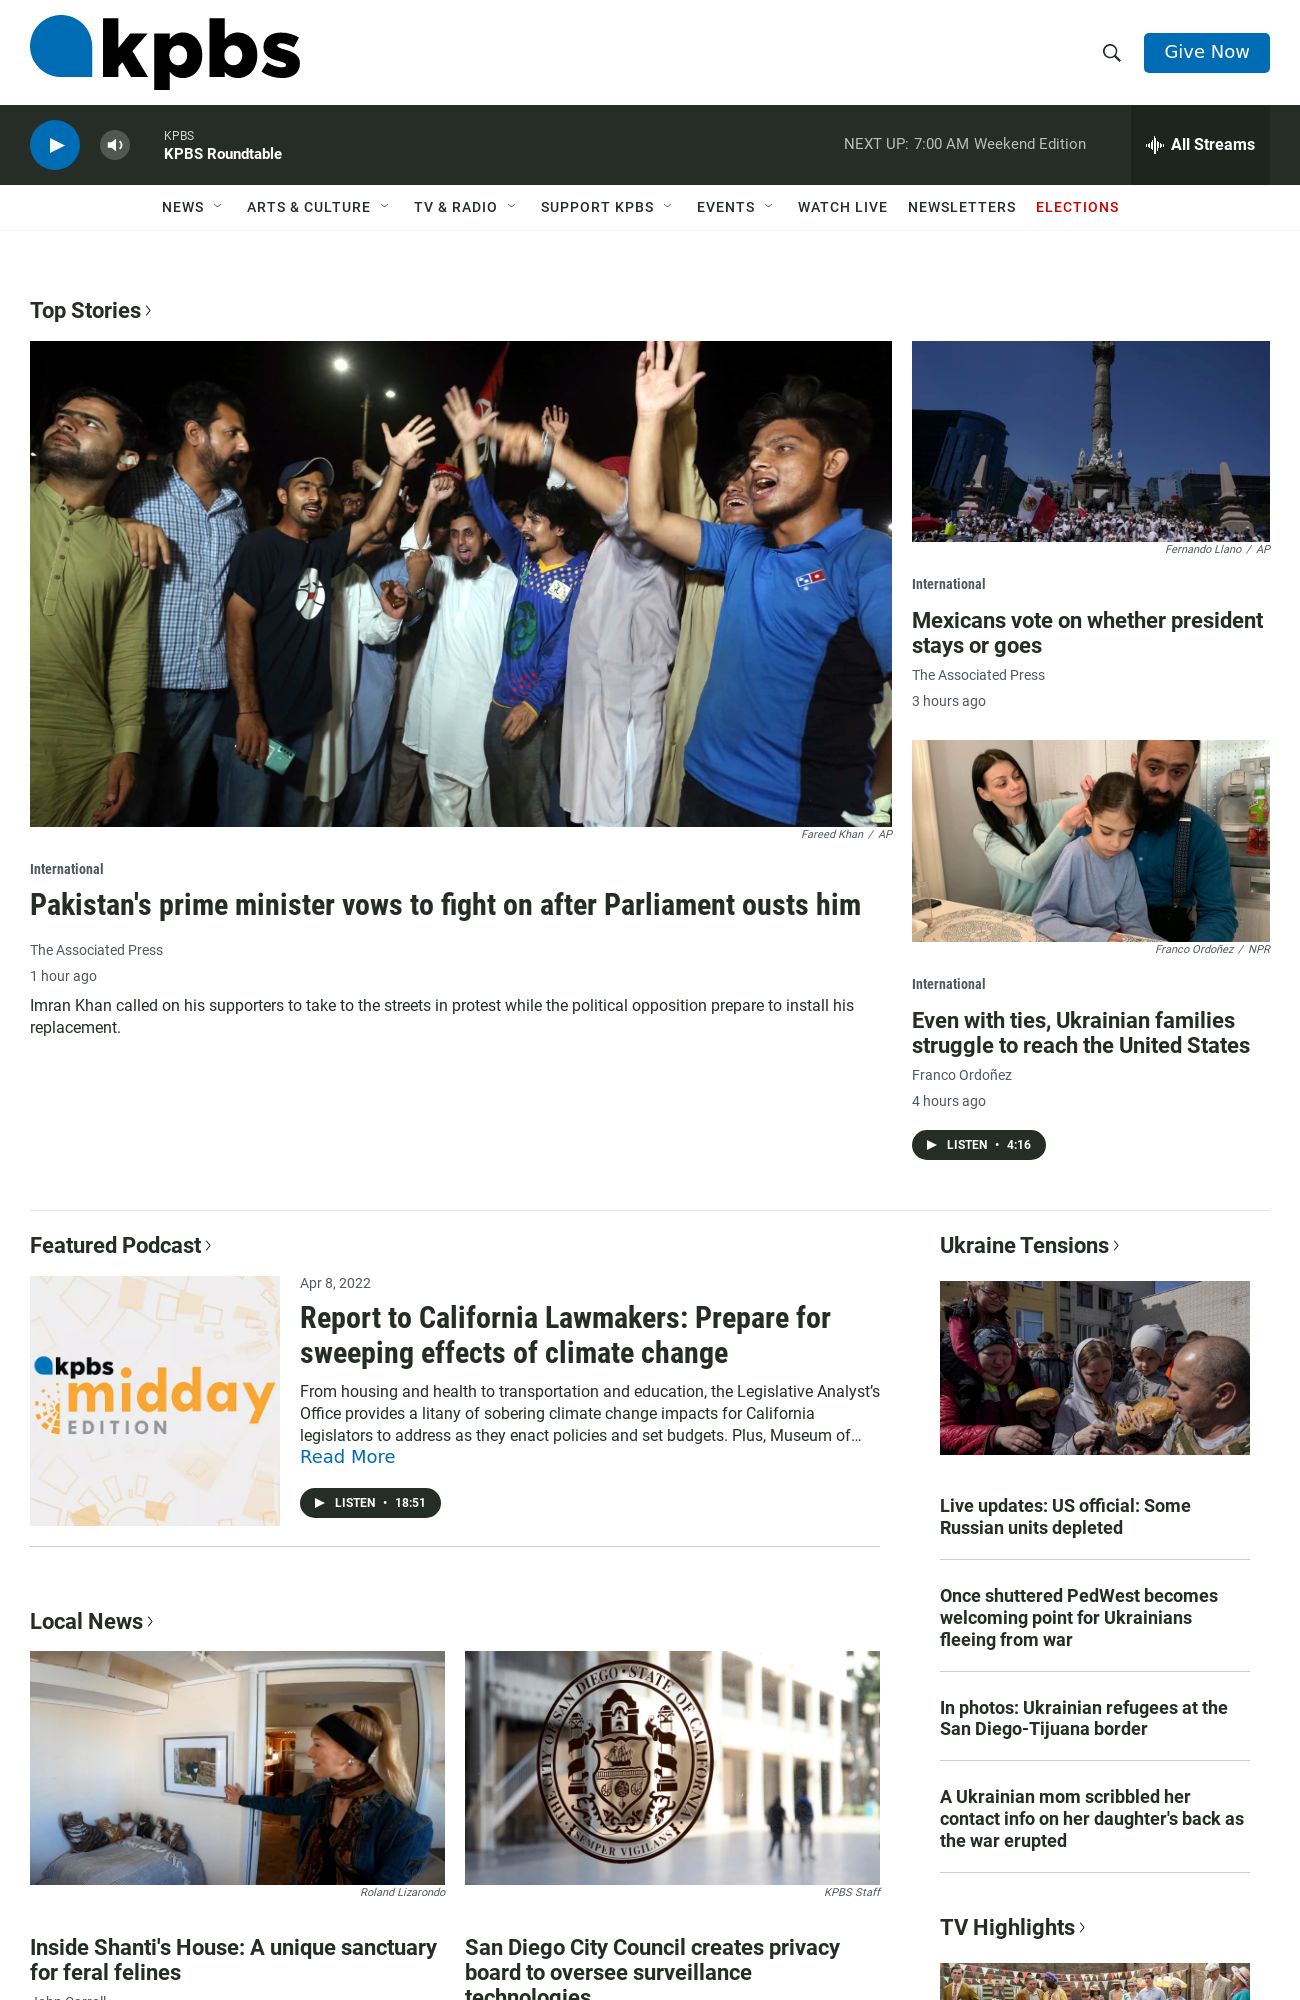 kpbs
Give Now
KPBS
KPBS Roundtable
NEXT UP: 7:00 AM Weekend Edition
All Streams
NEWS
ARTS & CULTURE
TV & RADIO
SUPPORT KPBS
EVENTS
WATCH LIVE
NEWSLETTERS
ELECTIONS
Top Stories
Fareed Khan / AP
International
Pakistan's prime minister vows to fight on after Parliament ousts him
The Associated Press
1 hour ago
Imran Khan called on his supporters to take to the streets in protest while the political opposition prepare to install his
replacement.
Fernando Llano / AP
International
Mexicans vote on whether president
stays or goes
The Associated Press
3 hours ago
Franco Ordoñez / NPR
International
Even with ties, Ukrainian families
struggle to reach the United States
Franco Ordoñez
4 hours ago
LISTEN • 4:16
Featured Podcast
kpbs
midday
EDITION
Apr 8, 2022
Report to California Lawmakers: Prepare for
sweeping effects of climate change
From housing and health to transportation and education, the Legislative Analyst’s
Office provides a litany of sobering climate change impacts for California
legislators to address as they enact policies and set budgets. Plus, Museum of…
Read More
LISTEN • 18:51
Ukraine Tensions
Live updates: US official: Some
Russian units depleted
Once shuttered PedWest becomes
welcoming point for Ukrainians
fleeing from war
In photos: Ukrainian refugees at the
San Diego-Tijuana border
A Ukrainian mom scribbled her
contact info on her daughter's back as
the war erupted
Local News
Roland Lizarondo
Inside Shanti's House: A unique sanctuary
for feral felines
John Carroll
THE CITY OF SAN DIEGO • STATE OF CALIFORNIA
SEMPER VIGILANS
KPBS Staff
San Diego City Council creates privacy
board to oversee surveillance
technologies
TV Highlights